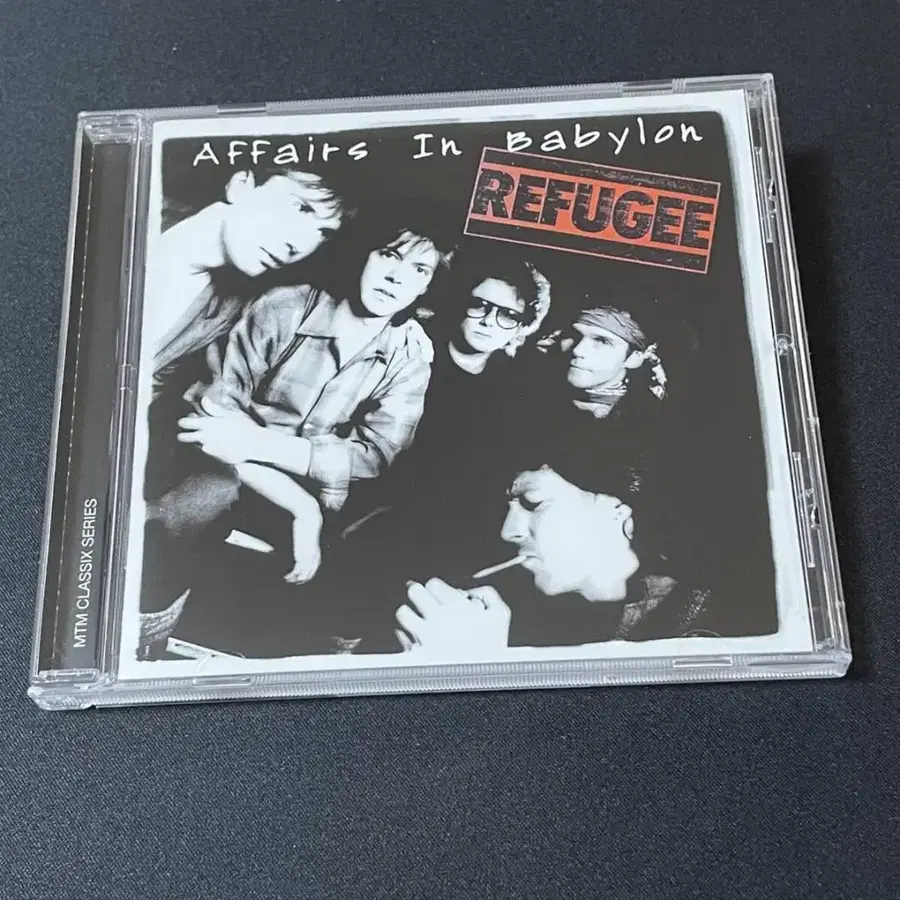 Affairs In Babylon
REFUGEE
MTM CLASSIX SERIES